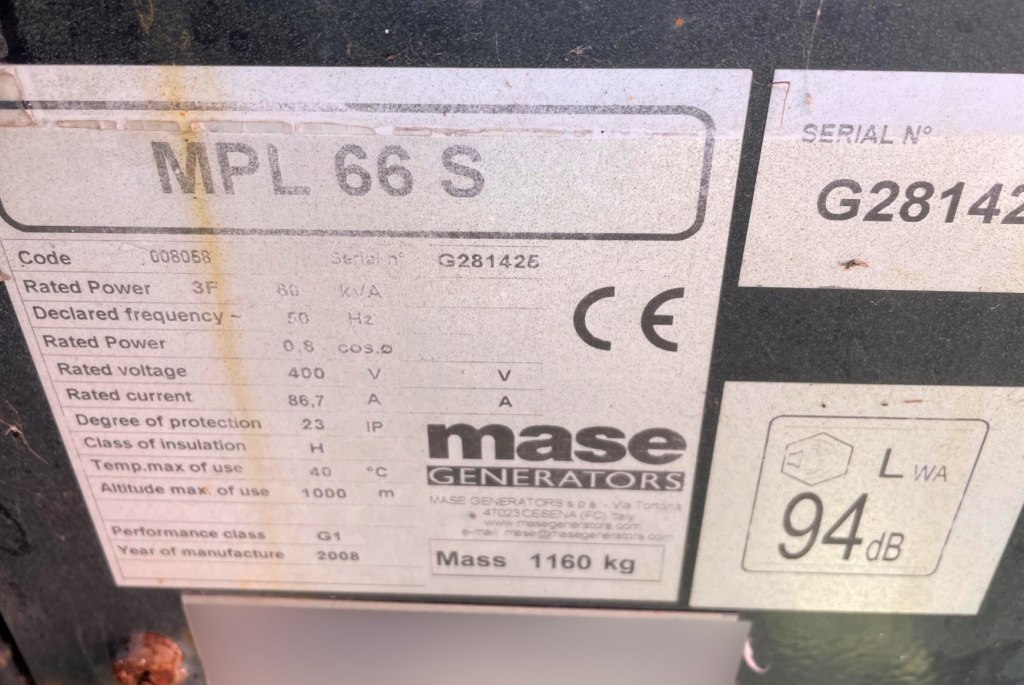 MPL 66 S
Code 008058 Serial n° G281425
Rated Power 3F 60 kVA
Declared frequency ~ 50 Hz
Rated Power 0,8 cos.ø
Rated voltage 400 V V
Rated current 86,7 A A
Degree of protection 23 IP
Class of insulation H
Temp.max of use 40 °C
Altitude max. of use 1000 m
Performance class G1
Year of manufacture 2008
CE
mase
GENERATORS
MASE GENERATORS s.p.a. - Via Tortona
47023 CESENA (FC) Italy
www.masegenerators.com
e-mail mase@masegenerators.com
Mass 1160 kg
SERIAL N°
G28142
L WA
94 dB